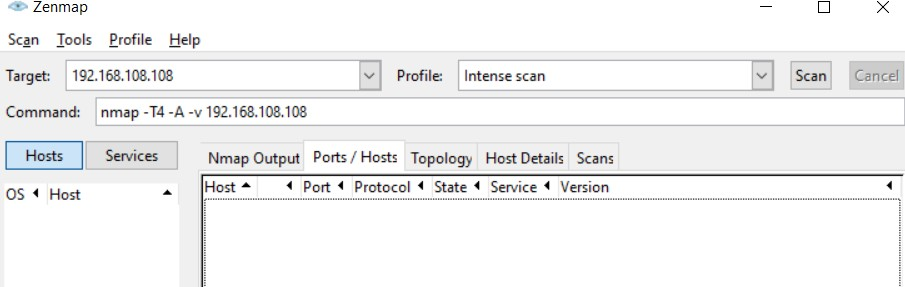 Zenmap
Scan Tools Profile Help
Target: 192.168.108.108 Profile: Intense scan Scan Cancel
Command: nmap -T4 -A -v 192.168.108.108
Hosts Services Nmap Output Ports / Hosts Topology Host Details Scans
OS Host Host Port Protocol State Service Version